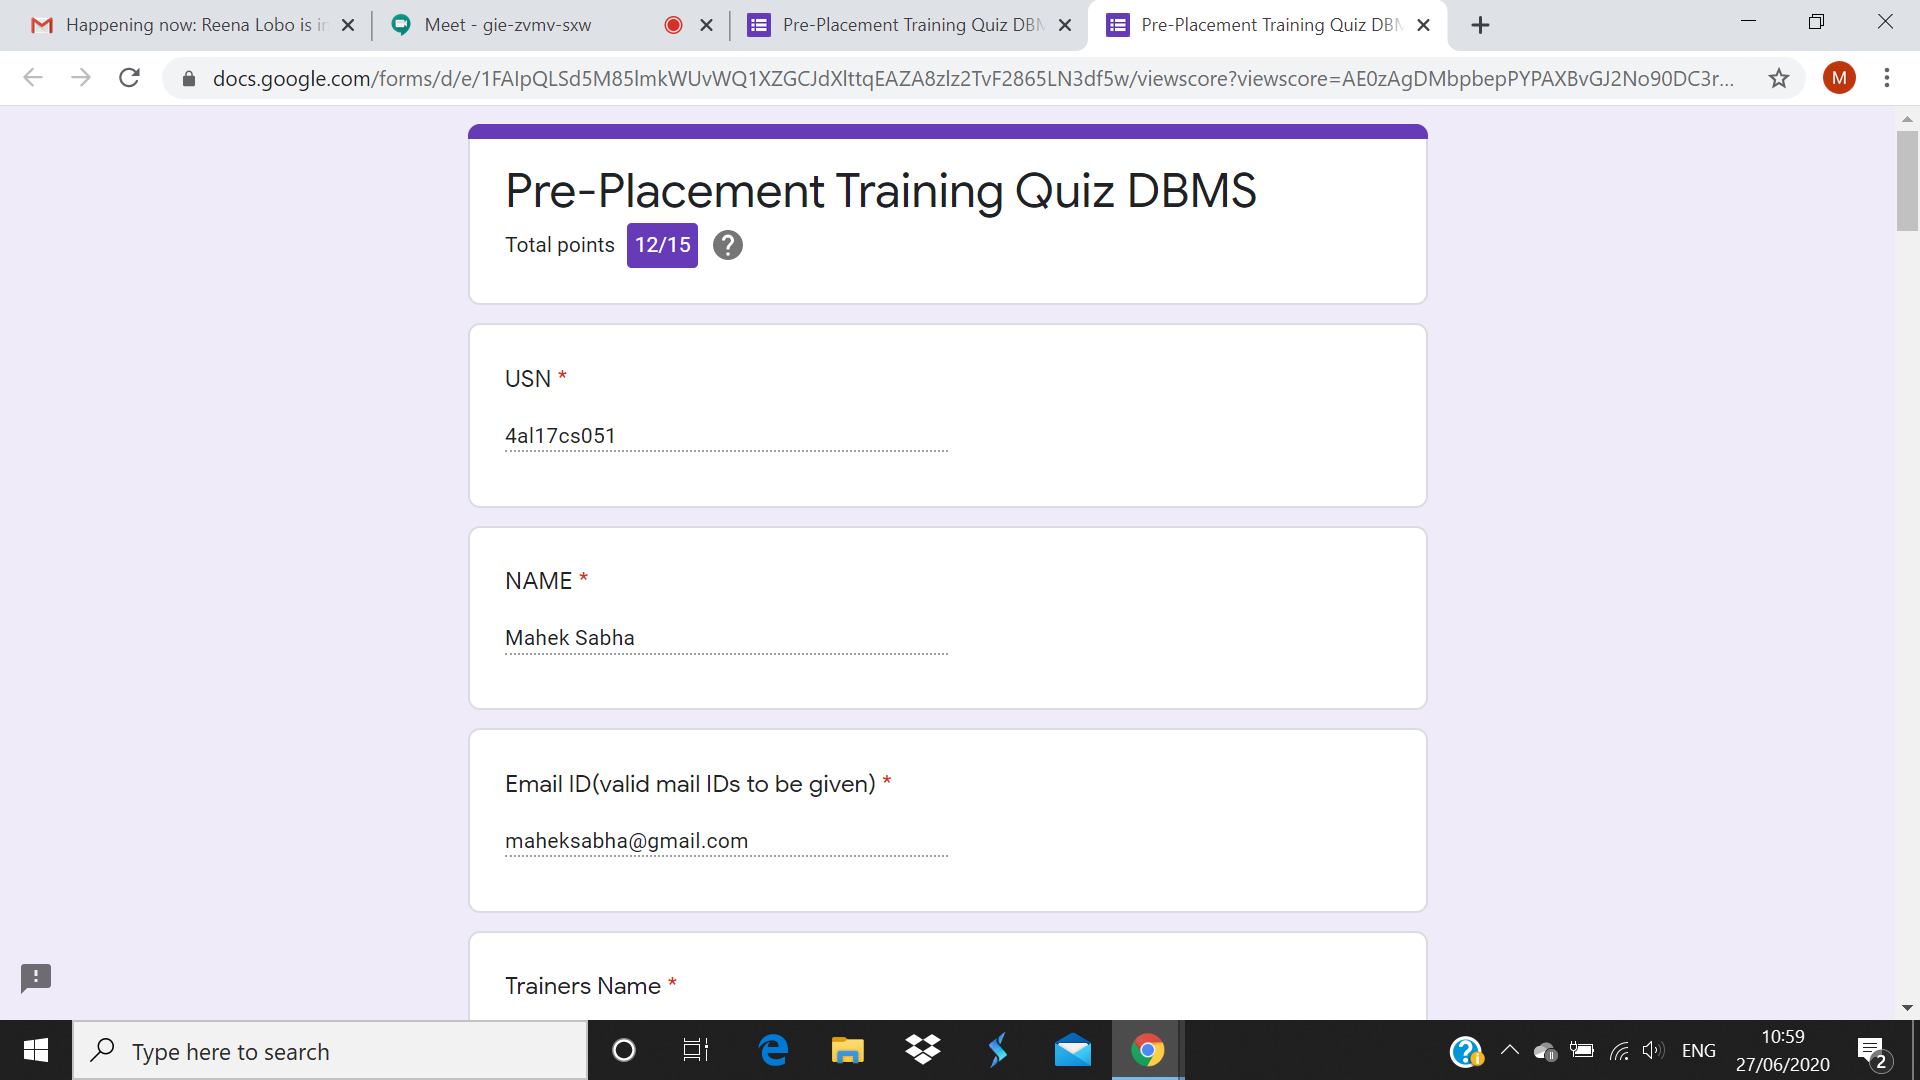 Happening now: Reena Lobo is in
Meet - gie-zvmv-sxw
Pre-Placement Training Quiz DBM
Pre-Placement Training Quiz DBM
docs.google.com/forms/d/e/1FAIpQLSd5M85lmkWUvWQ1XZGCJdXlttqEAZA8zlz2TvF2865LN3df5w/viewscore?viewscore=AE0zAgDMbpbepPYPAXBvGJ2No90DC3r...
M
Pre-Placement Training Quiz DBMS
Total points 12/15 ?
USN *
4al17cs051
NAME *
Mahek Sabha
Email ID(valid mail IDs to be given) *
maheksabha@gmail.com
Trainers Name *
Type here to search
ENG
10:59
27/06/2020
2